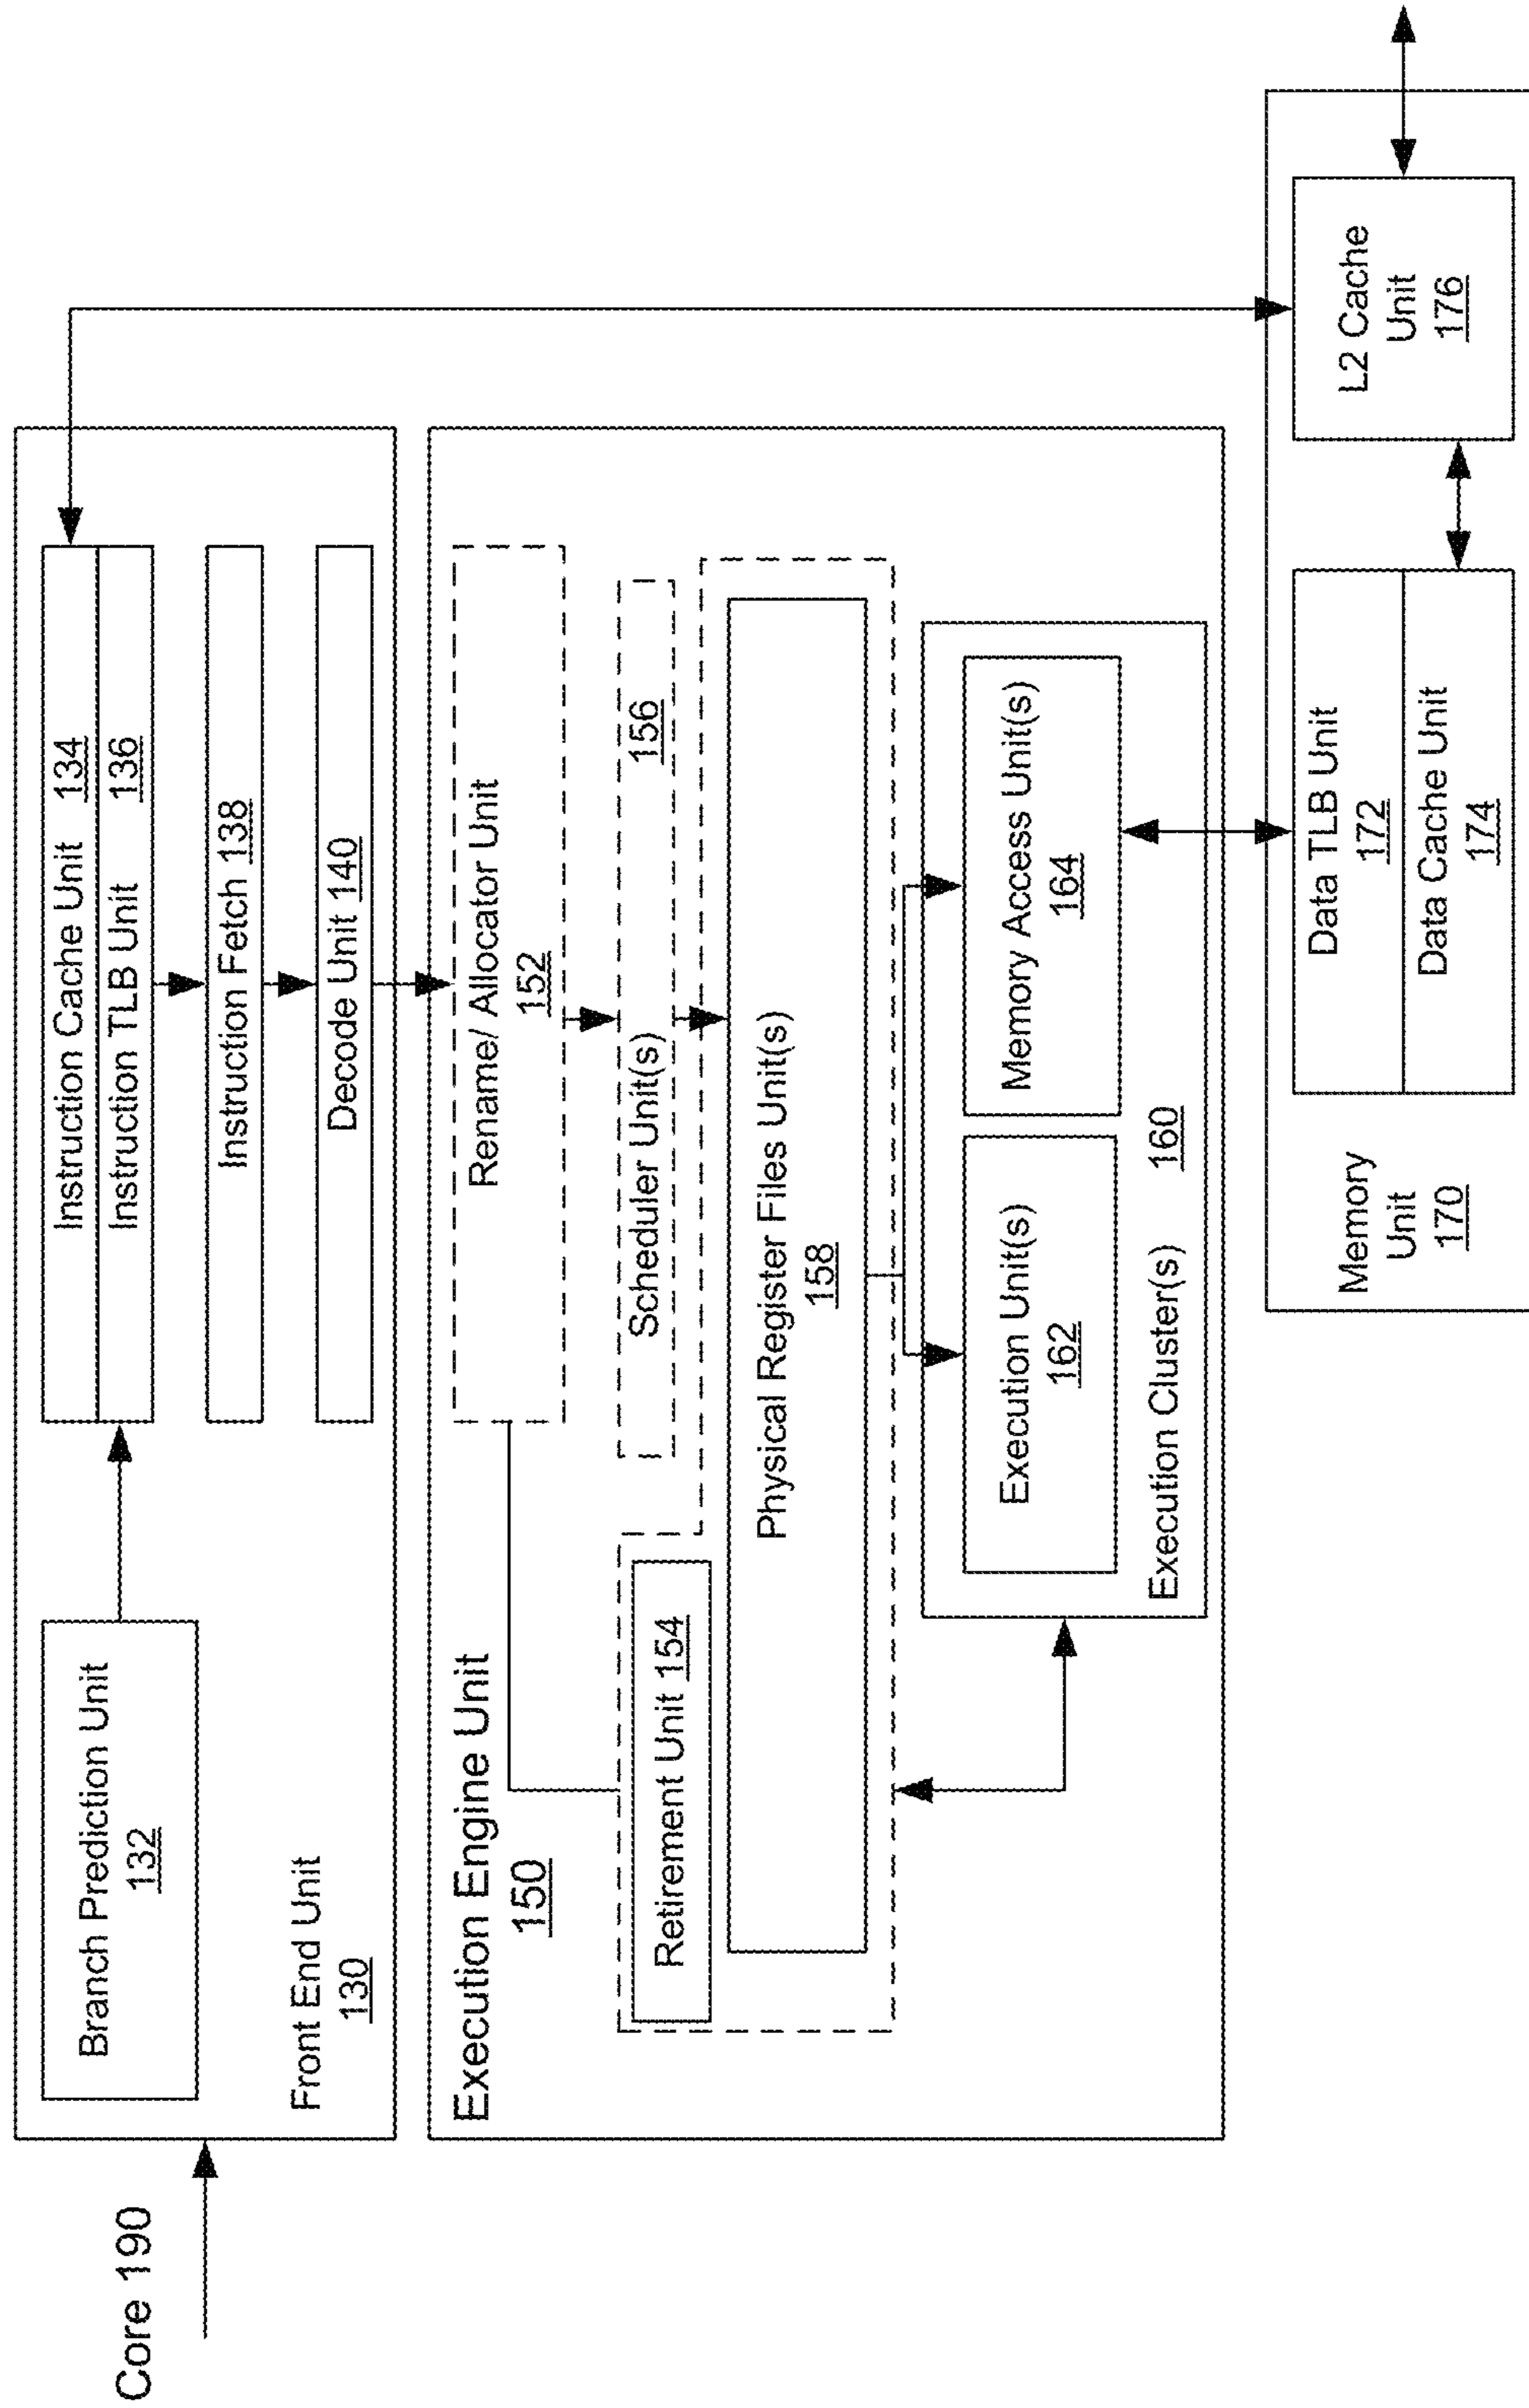 Core 190
Branch Prediction Unit
132
Front End Unit
130
Instruction Cache Unit 134
Instruction TLB Unit 136
Instruction Fetch 138
Decode Unit 140
Execution Engine Unit
150
Rename/ Allocator Unit
152
Scheduler Unit(s) 156
Retirement Unit 154
Physical Register Files Unit(s)
158
Execution Unit(s)
162
Memory Access Unit(s)
164
Execution Cluster(s) 160
Memory
Unit
170
Data TLB Unit
172
Data Cache Unit
174
L2 Cache
Unit
176